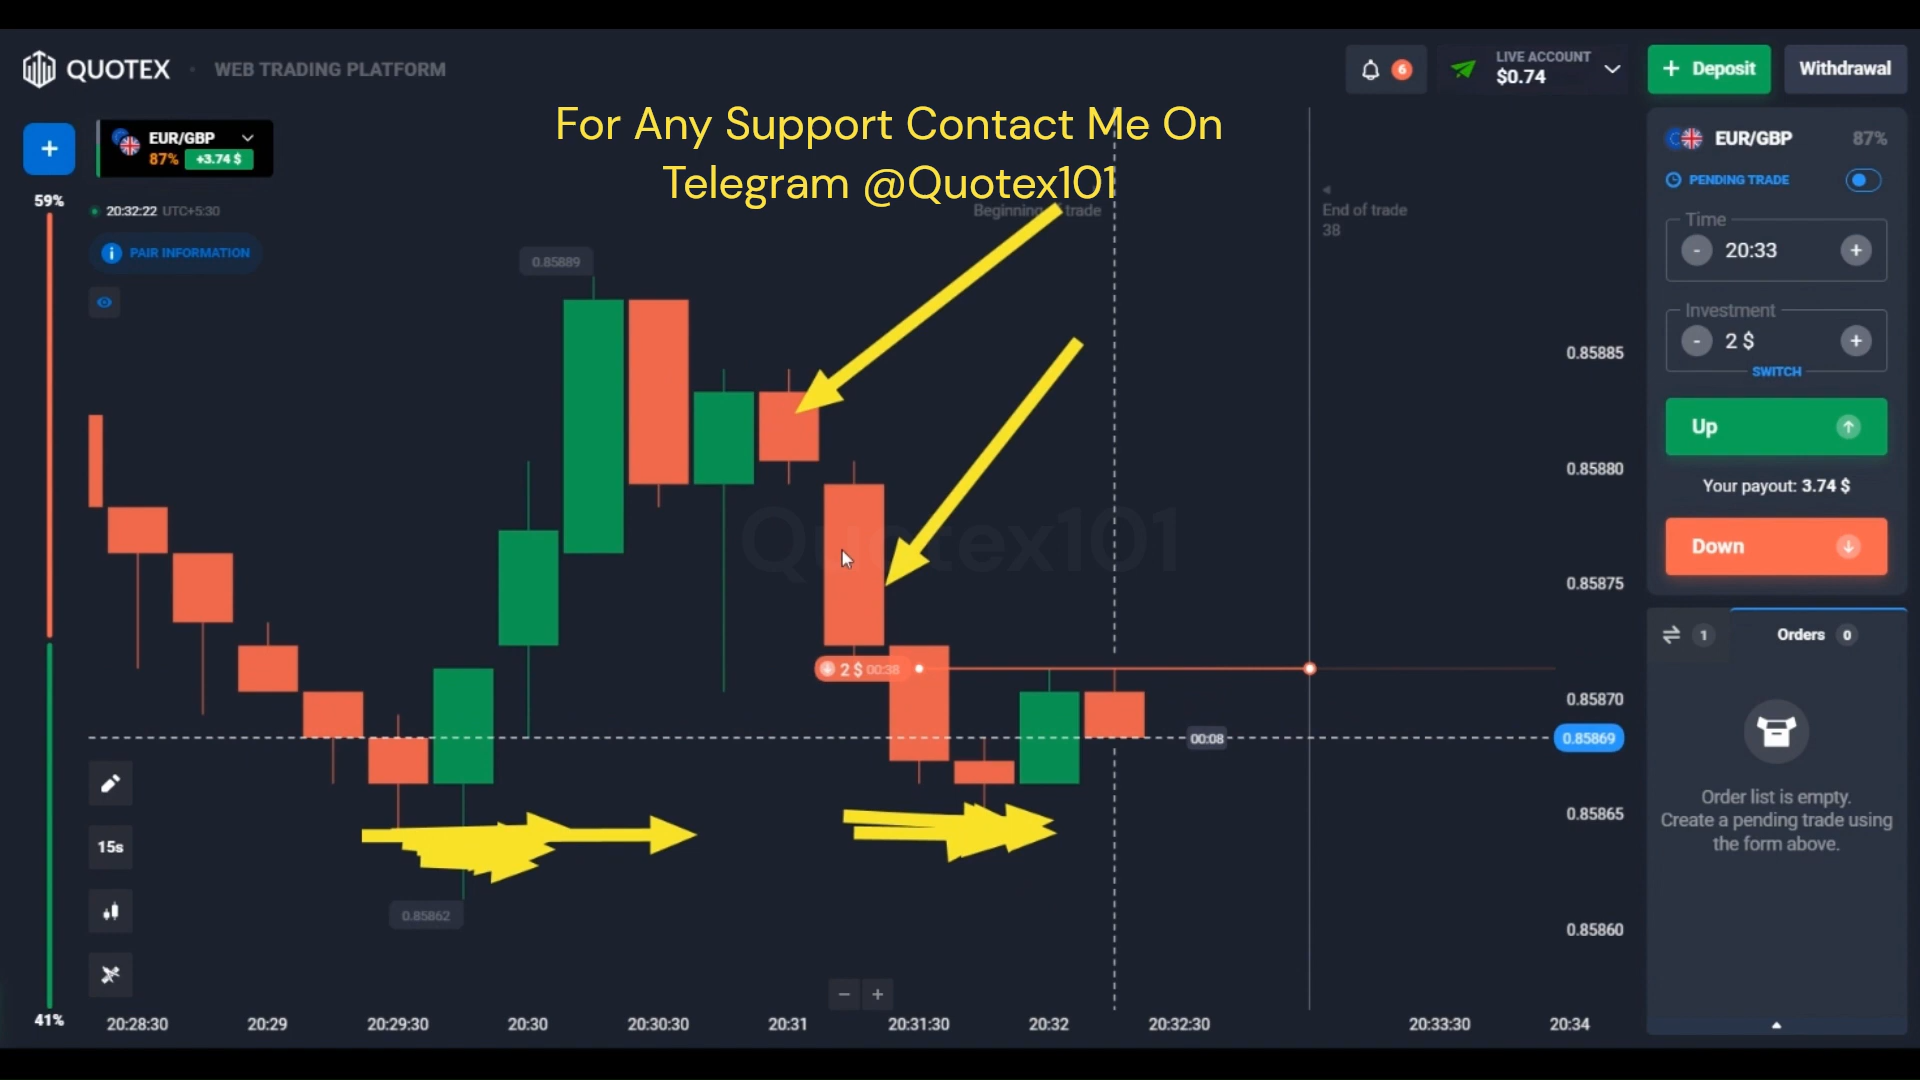 QUOTEX
WEB TRADING PLATFORM
6
LIVE ACCOUNT
$0.74
+ Deposit
Withdrawal
For Any Support Contact Me On
Telegram @Quotex101
+
EUR/GBP
87%
+3.74 $
59%
20:32:22 UTC+5:30
i PAIR INFORMATION
Beginning of trade
End of trade
38
0.85889
EUR/GBP
87%
PENDING TRADE
Time
- 20:33 +
Investment
- 2 $ +
SWITCH
Up
Your payout: 3.74 $
Down
1
Orders 0
Order list is empty.
Create a pending trade using
the form above.
0.85885
0.85880
0.85875
0.85870
0.85869
0.85865
0.85860
Quotex101
2 $ 00:38
00:08
0.85862
15s
41%
- +
20:28:30
20:29
20:29:30
20:30
20:30:30
20:31
20:31:30
20:32
20:32:30
20:33:30
20:34